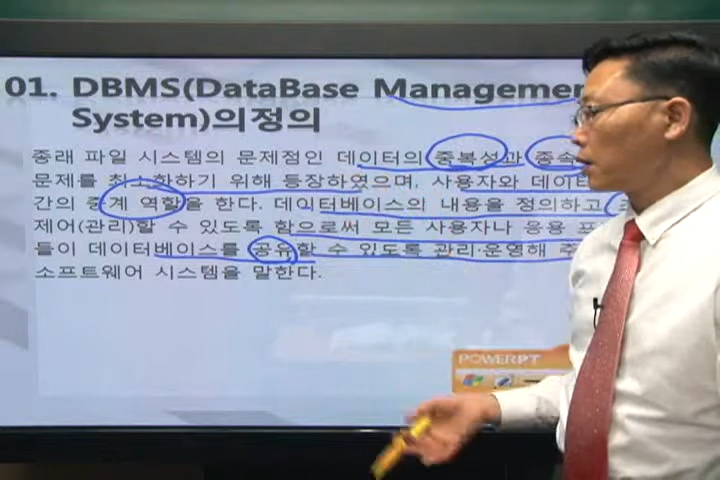 01. DBMS(DataBase Managemen
System)의정의
종래 파일 시스템의 문제점인 데이터의 중복성과 종속
문제를 최소화하기 위해 등장하였으며, 사용자와 데이터
간의 중계 역할을 한다. 데이터베이스의 내용을 정의하고
제어(관리)할 수 있도록 함으로써 모든 사용자나 응용
들이 데이터베이스를 공유할 수 있도록 관리·운영해 주
소프트웨어 시스템을 말한다.
POWERPT